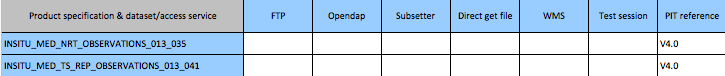 Product specification & dataset/access service FTP Opendap Subsetter Direct get file WMS Test session PIT reference
INSITU_MED_NRT_OBSERVATIONS_013_035 V4.0
INSITU_MED_TS_REP_OBSERVATIONS_013_041 V4.0